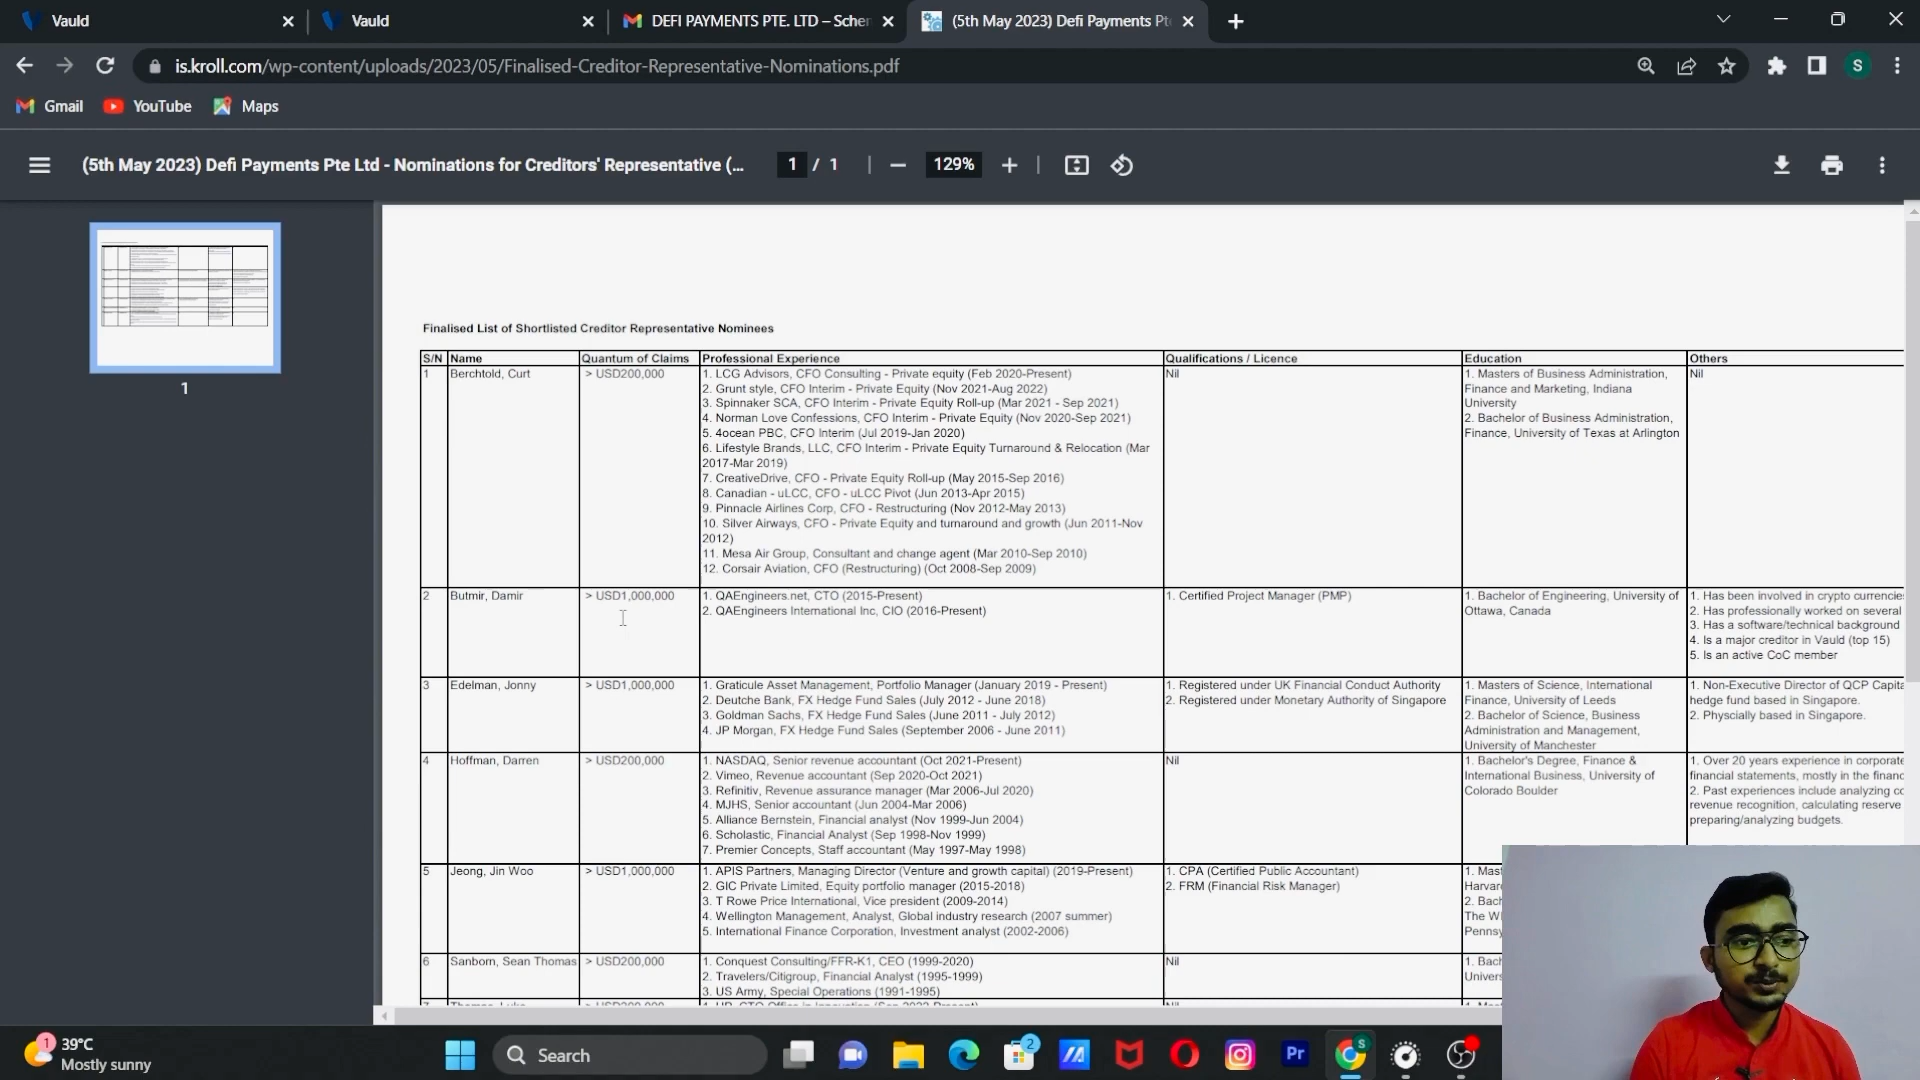 Vauld
Vauld
DEFI PAYMENTS PTE. LTD – Scher
(5th May 2023) Defi Payments Pte
is.kroll.com/wp-content/uploads/2023/05/Finalised-Creditor-Representative-Nominations.pdf
S
Gmail YouTube Maps
(5th May 2023) Defi Payments Pte Ltd - Nominations for Creditors' Representative (...
1 / 1
129%
1
Finalised List of Shortlisted Creditor Representative Nominees
S/N Name Quantum of Claims Professional Experience Qualifications / Licence Education Others
1 Berchtold, Curt > USD200,000
1. LCG Advisors, CFO Consulting - Private equity (Feb 2020-Present)
2. Grunt style, CFO Interim - Private Equity (Nov 2021-Aug 2022)
3. Spinnaker SCA, CFO Interim - Private Equity Roll-up (Mar 2021 - Sep 2021)
4. Norman Love Confessions, CFO Interim - Private Equity (Nov 2020-Sep 2021)
5. 4ocean PBC, CFO Interim (Jul 2019-Jan 2020)
6. Lifestyle Brands, LLC, CFO Interim - Private Equity Turnaround & Relocation (Mar
2017-Mar 2019)
7. CreativeDrive, CFO - Private Equity Roll-up (May 2015-Sep 2016)
8. Canadian - uLCC, CFO - uLCC Pivot (Jun 2013-Apr 2015)
9. Pinnacle Airlines Corp, CFO - Restructuring (Nov 2012-May 2013)
10. Silver Airways, CFO - Private Equity and turnaround and growth (Jun 2011-Nov
2012)
11. Mesa Air Group, Consultant and change agent (Mar 2010-Sep 2010)
12. Corsair Aviation, CFO (Restructuring) (Oct 2008-Sep 2009)
Nil
1. Masters of Business Administration,
Finance and Marketing, Indiana
University
2. Bachelor of Business Administration,
Finance, University of Texas at Arlington
Nil
2 Butmir, Damir > USD1,000,000
1. QAEngineers.net, CTO (2015-Present)
2. QAEngineers International Inc, CIO (2016-Present)
1. Certified Project Manager (PMP)
1. Bachelor of Engineering, University of
Ottawa, Canada
1. Has been involved in crypto currencie
2. Has professionally worked on several
3. Has a software/technical background
4. Is a major creditor in Vauld (top 15)
5. Is an active CoC member
3 Edelman, Jonny > USD1,000,000
1. Graticule Asset Management, Portfolio Manager (January 2019 - Present)
2. Deutche Bank, FX Hedge Fund Sales (July 2012 - June 2018)
3. Goldman Sachs, FX Hedge Fund Sales (June 2011 - July 2012)
4. JP Morgan, FX Hedge Fund Sales (September 2006 - June 2011)
1. Registered under UK Financial Conduct Authority
2. Registered under Monetary Authority of Singapore
1. Masters of Science, International
Finance, University of Leeds
2. Bachelor of Science, Business
Administration and Management,
University of Manchester
1. Non-Executive Director of QCP Capita
hedge fund based in Singapore.
2. Physcially based in Singapore.
4 Hoffman, Darren > USD200,000
1. NASDAQ, Senior revenue accountant (Oct 2021-Present)
2. Vimeo, Revenue accountant (Sep 2020-Oct 2021)
3. Refinitiv, Revenue assurance manager (Mar 2006-Jul 2020)
4. MJHS, Senior accountant (Jun 2004-Mar 2006)
5. Alliance Bernstein, Financial analyst (Nov 1999-Jun 2004)
6. Scholastic, Financial Analyst (Sep 1998-Nov 1999)
7. Premier Concepts, Staff accountant (May 1997-May 1998)
Nil
1. Bachelor's Degree, Finance &
International Business, University of
Colorado Boulder
1. Over 20 years experience in corporate
financial statements, mostly in the financ
2. Past experiences include analyzing co
revenue recognition, calculating reserve
preparing/analyzing budgets.
5 Jeong, Jin Woo > USD1,000,000
1. APIS Partners, Managing Director (Venture and growth capital) (2019-Present)
2. GIC Private Limited, Equity portfolio manager (2015-2018)
3. T Rowe Price International, Vice president (2009-2014)
4. Wellington Management, Analyst, Global industry research (2007 summer)
5. International Finance Corporation, Investment analyst (2002-2006)
1. CPA (Certified Public Accountant)
2. FRM (Financial Risk Manager)
1. Mast
Harvar
2. Bac
The W
Pennsy
6 Sanborn, Sean Thomas > USD200,000
1. Conquest Consulting/FFR-K1, CEO (1999-2020)
2. Travelers/Citigroup, Financial Analyst (1995-1999)
3. US Army, Special Operations (1991-1995)
Nil
1. Bach
Univers
1
39°C
Mostly sunny
Search
2
Pr
S